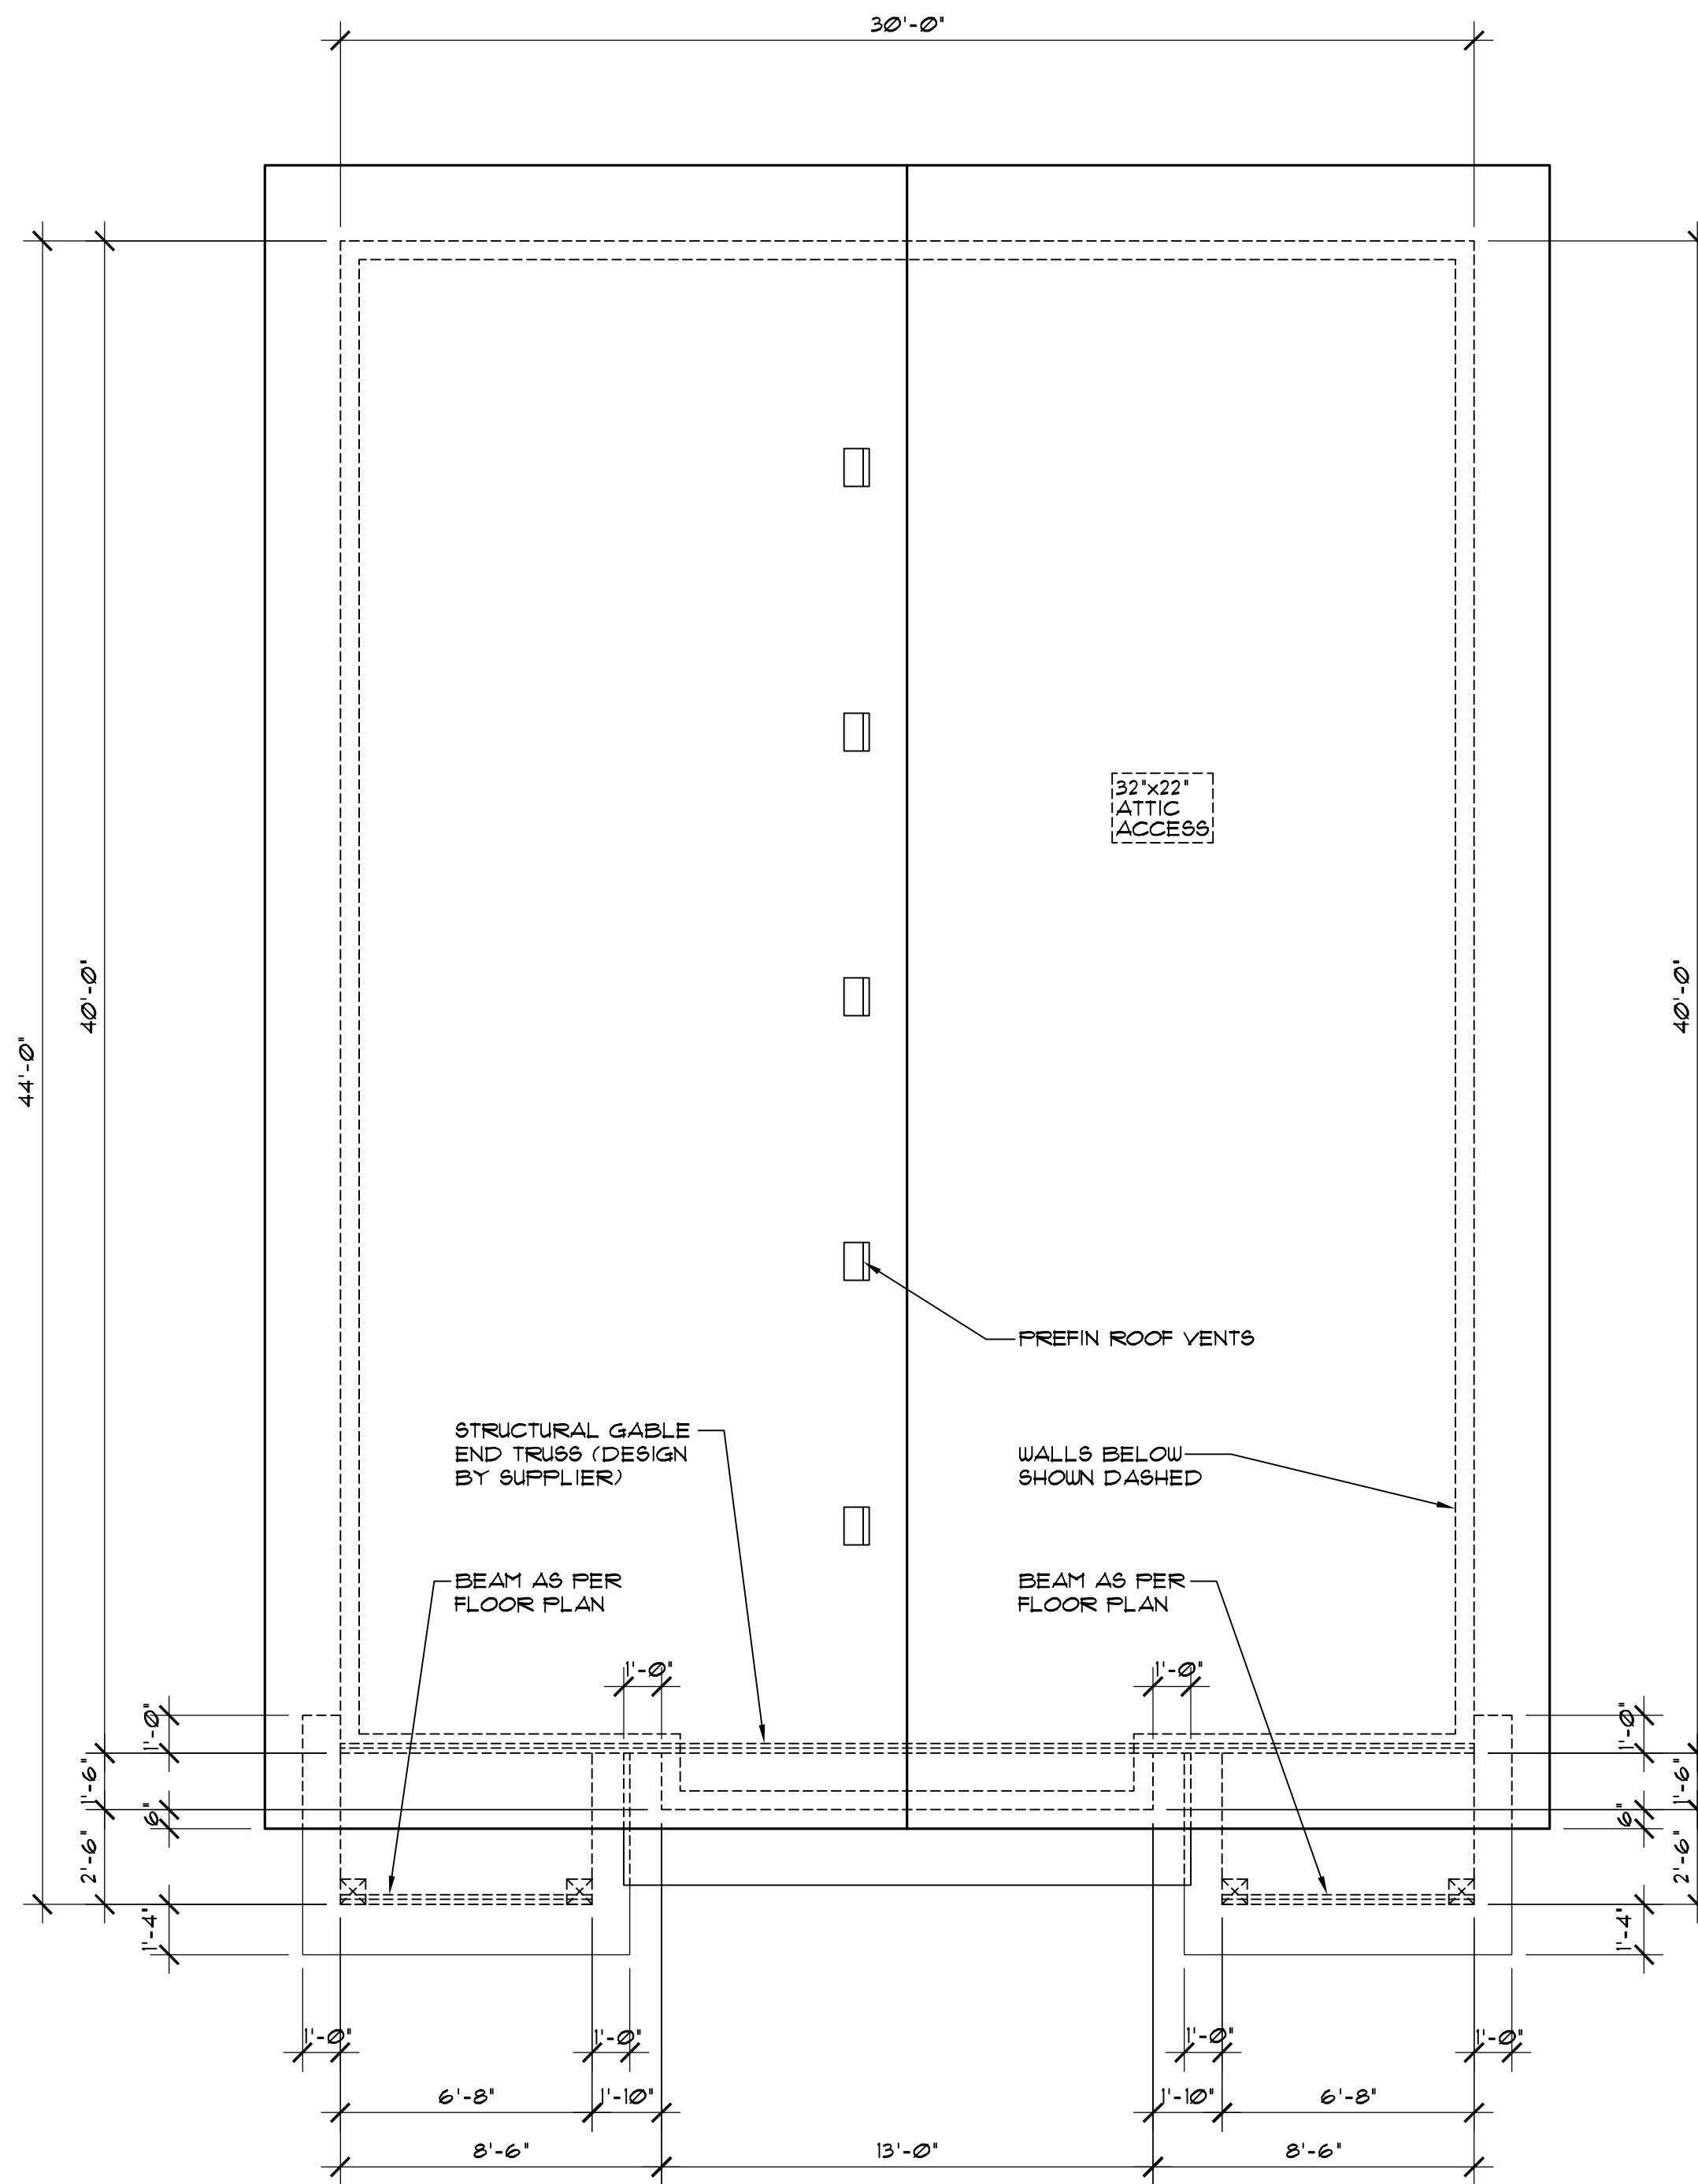 30'-0"
44'-0"
40'-0"
40'-0"
32"x22"
ATTIC
ACCESS
PREFIN ROOF VENTS
STRUCTURAL GABLE
END TRUSS (DESIGN
BY SUPPLIER)
WALLS BELOW
SHOWN DASHED
BEAM AS PER
FLOOR PLAN
BEAM AS PER
FLOOR PLAN
1'-0"
1'-0"
1'-0"
1'-0"
1'-6"
1'-6"
6"
6"
2'-6"
2'-6"
1'-4"
1'-4"
1'-0"
1'-0"
1'-0"
1'-0"
6'-8"
1'-10"
1'-10"
6'-8"
8'-6"
13'-0"
8'-6"